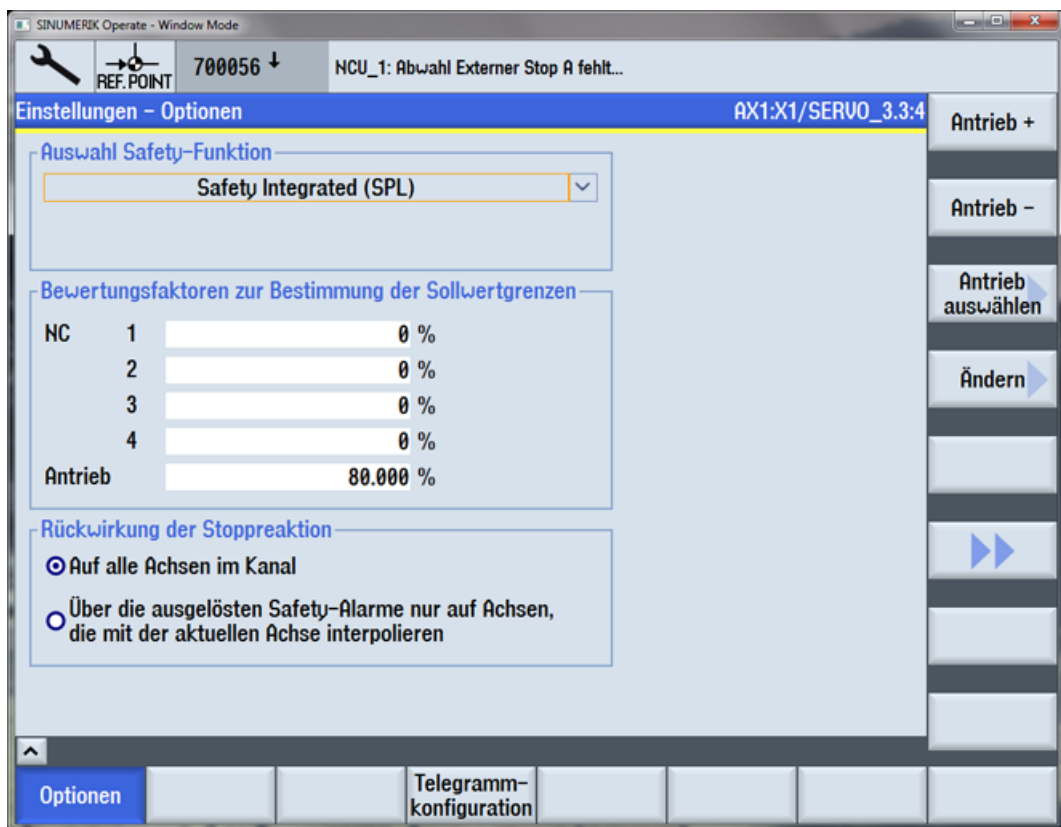 SINUMERIK Operate - Window Mode
REF. POINT
700056
NCU_1: Abwahl Externer Stop A fehlt...
Einstellungen – Optionen
AX1:X1/SERVO_3.3:4
Auswahl Safety-Funktion
Safety Integrated (SPL)
Bewertungsfaktoren zur Bestimmung der Sollwertgrenzen
NC 1 0 %
2 0 %
3 0 %
4 0 %
Antrieb 80.000 %
Rückwirkung der Stoppreaktion
Auf alle Achsen im Kanal
Über die ausgelösten Safety-Alarme nur auf Achsen,
die mit der aktuellen Achse interpolieren
Antrieb +
Antrieb –
Antrieb
auswählen
Ändern
Optionen
Telegramm-
konfiguration